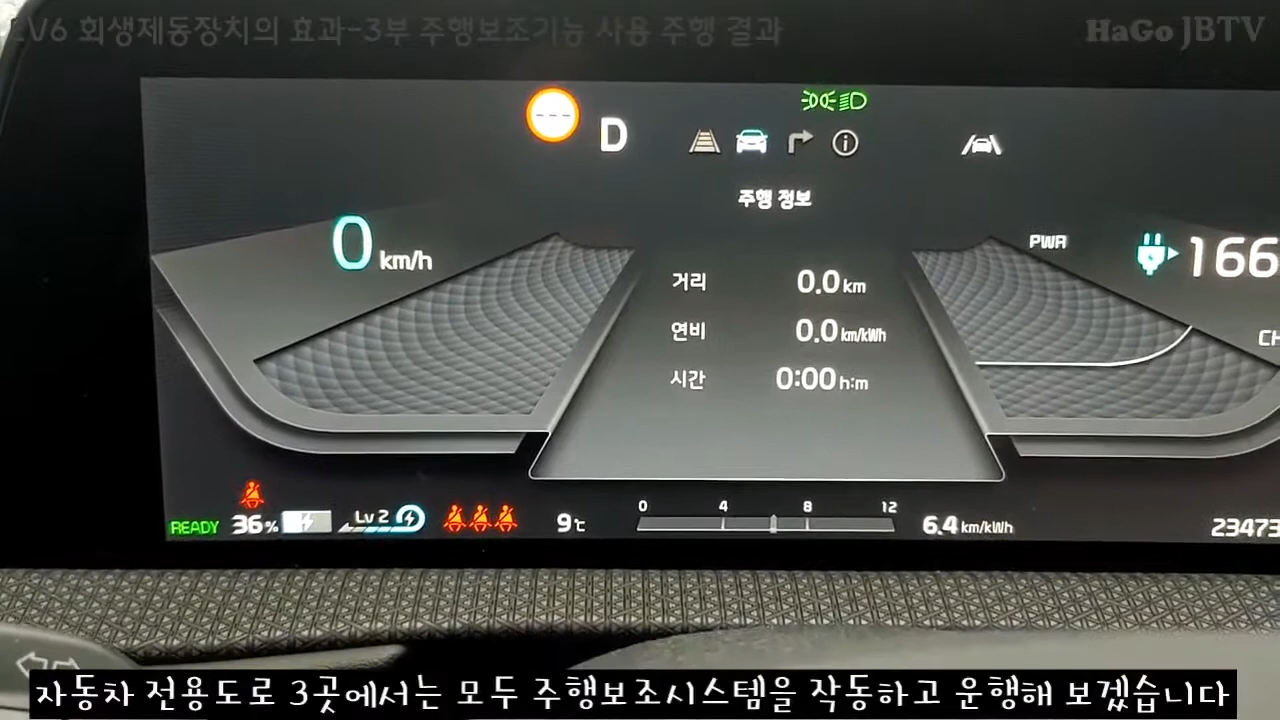 EV6 회생제동장치의 효과-3부 주행보조기능 사용 주행 결과
HaGo JBTV
D
주행 정보
0 km/h
PWR
166
거리 0.0 km
연비 0.0 km/kWh
CH
시간 0:00 h:m
READY 36% Lv 2 9℃
0 4 8 12
6.4 km/kWh
23473
자동차 전용도로 3곳에서는 모두 주행보조시스템을 작동하고 운행해 보겠습니다